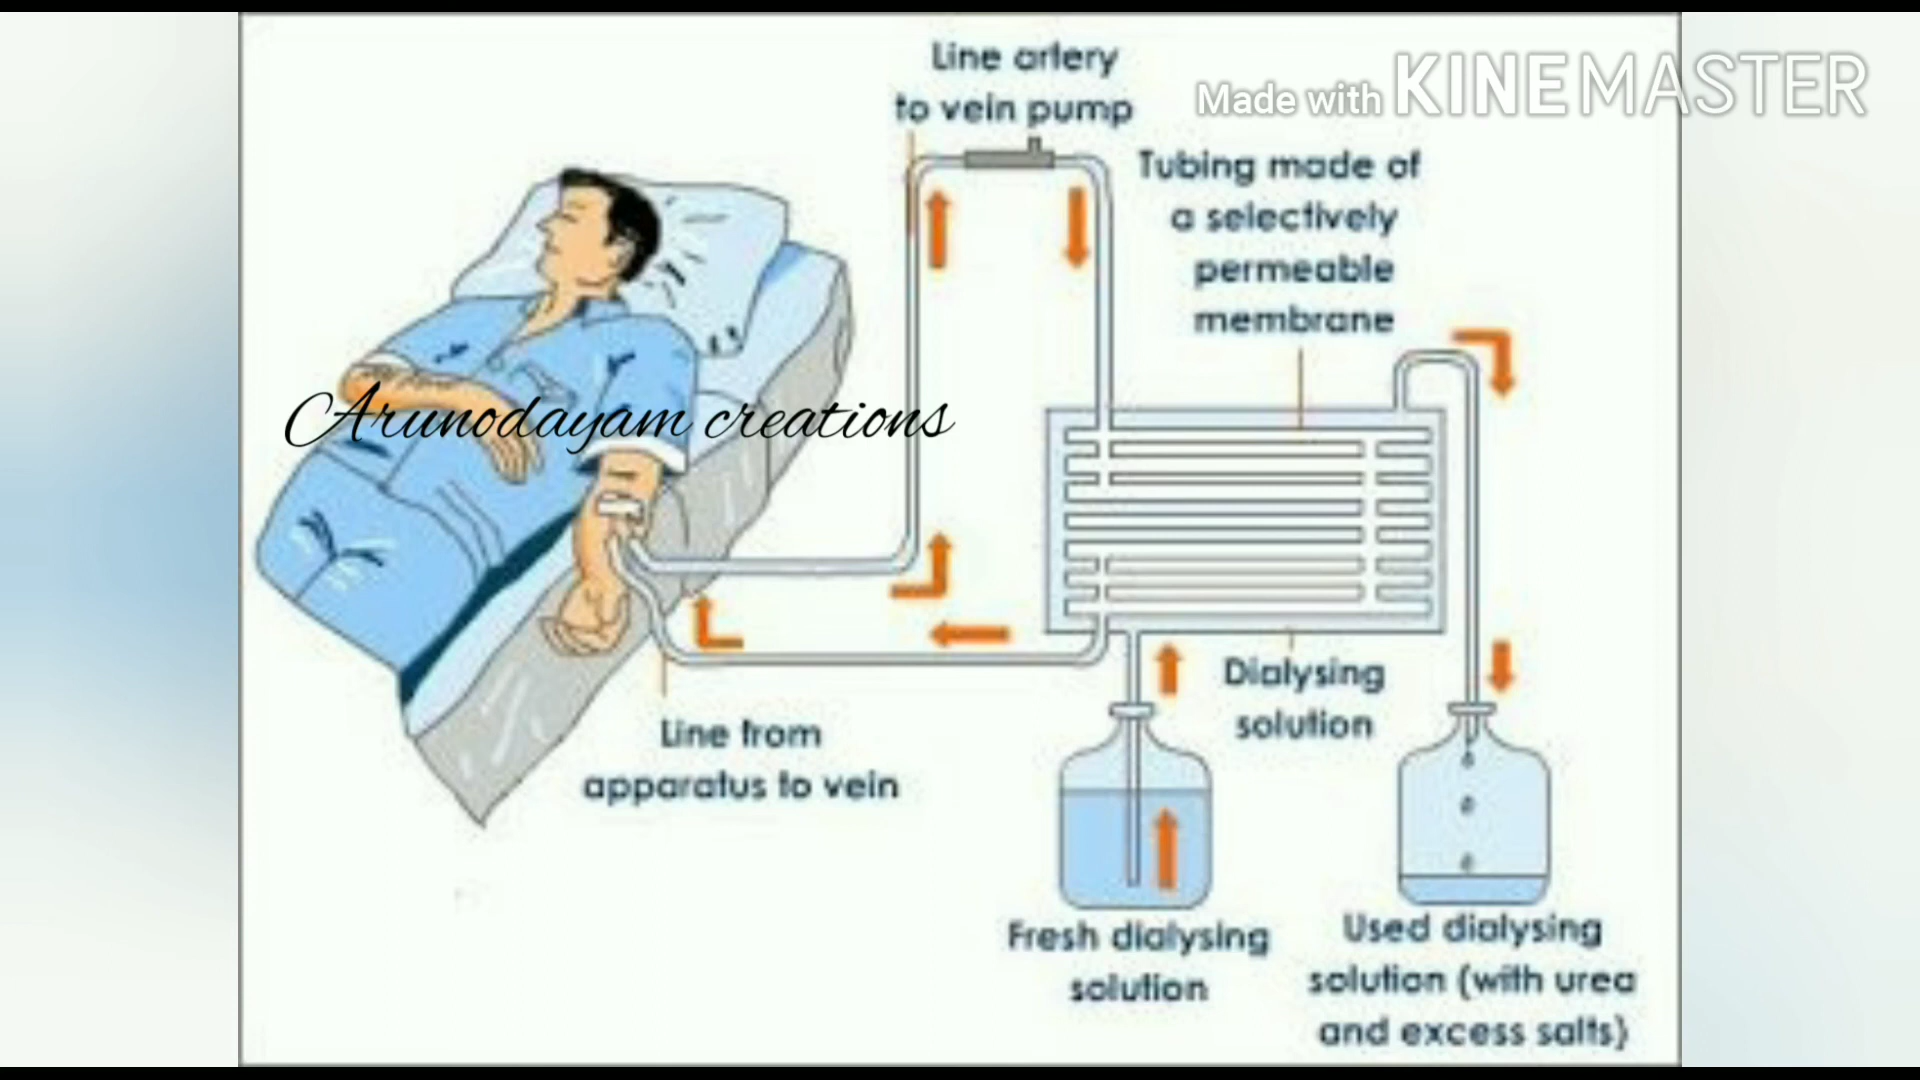 Line artery
to vein pump
Made with KINEMASTER
Tubing made of
a selectively
permeable
membrane
Arunodayam creations
Dialysing
solution
Line from
apparatus to vein
Fresh dialysing
solution
Used dialysing
solution (with urea
and excess salts)